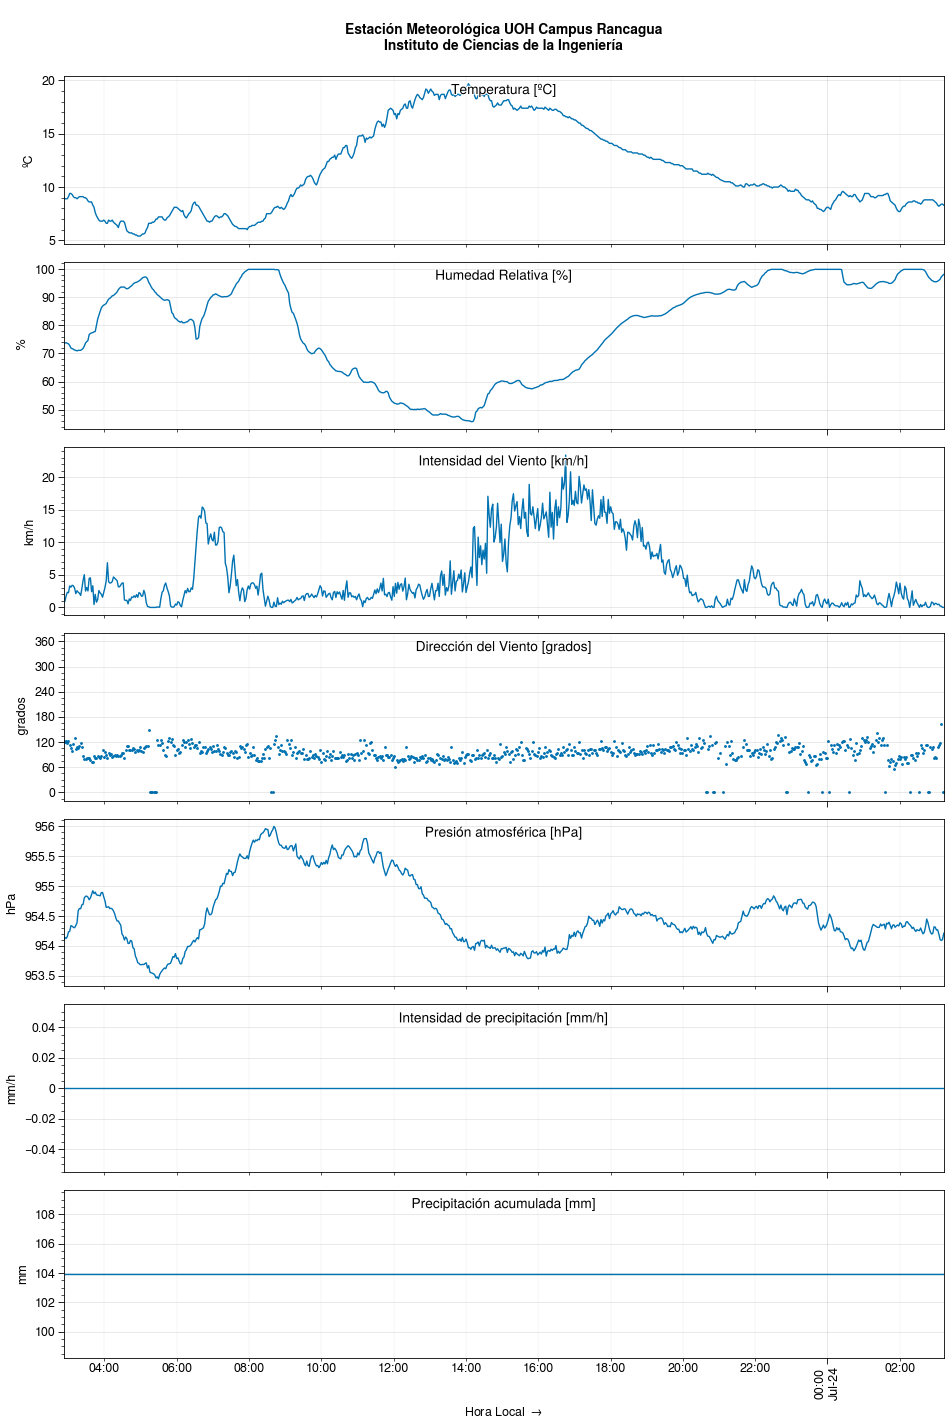 Estación Meteorológica UOH Campus Rancagua
Instituto de Ciencias de la Ingeniería
Temperatura [ºC]
20
15
10
5
ºC
Humedad Relativa [%]
100
90
80
70
60
50
%
Intensidad del Viento [km/h]
20
15
10
5
0
km/h
Dirección del Viento [grados]
360
300
240
180
120
60
0
grados
Presión atmosférica [hPa]
956
955.5
955
954.5
954
953.5
hPa
Intensidad de precipitación [mm/h]
0.04
0.02
0
−0.02
−0.04
mm/h
Precipitación acumulada [mm]
108
106
104
102
100
mm
04:00 06:00 08:00 10:00 12:00 14:00 16:00 18:00 20:00 22:00 00:00 02:00
Jul-24
Hora Local →